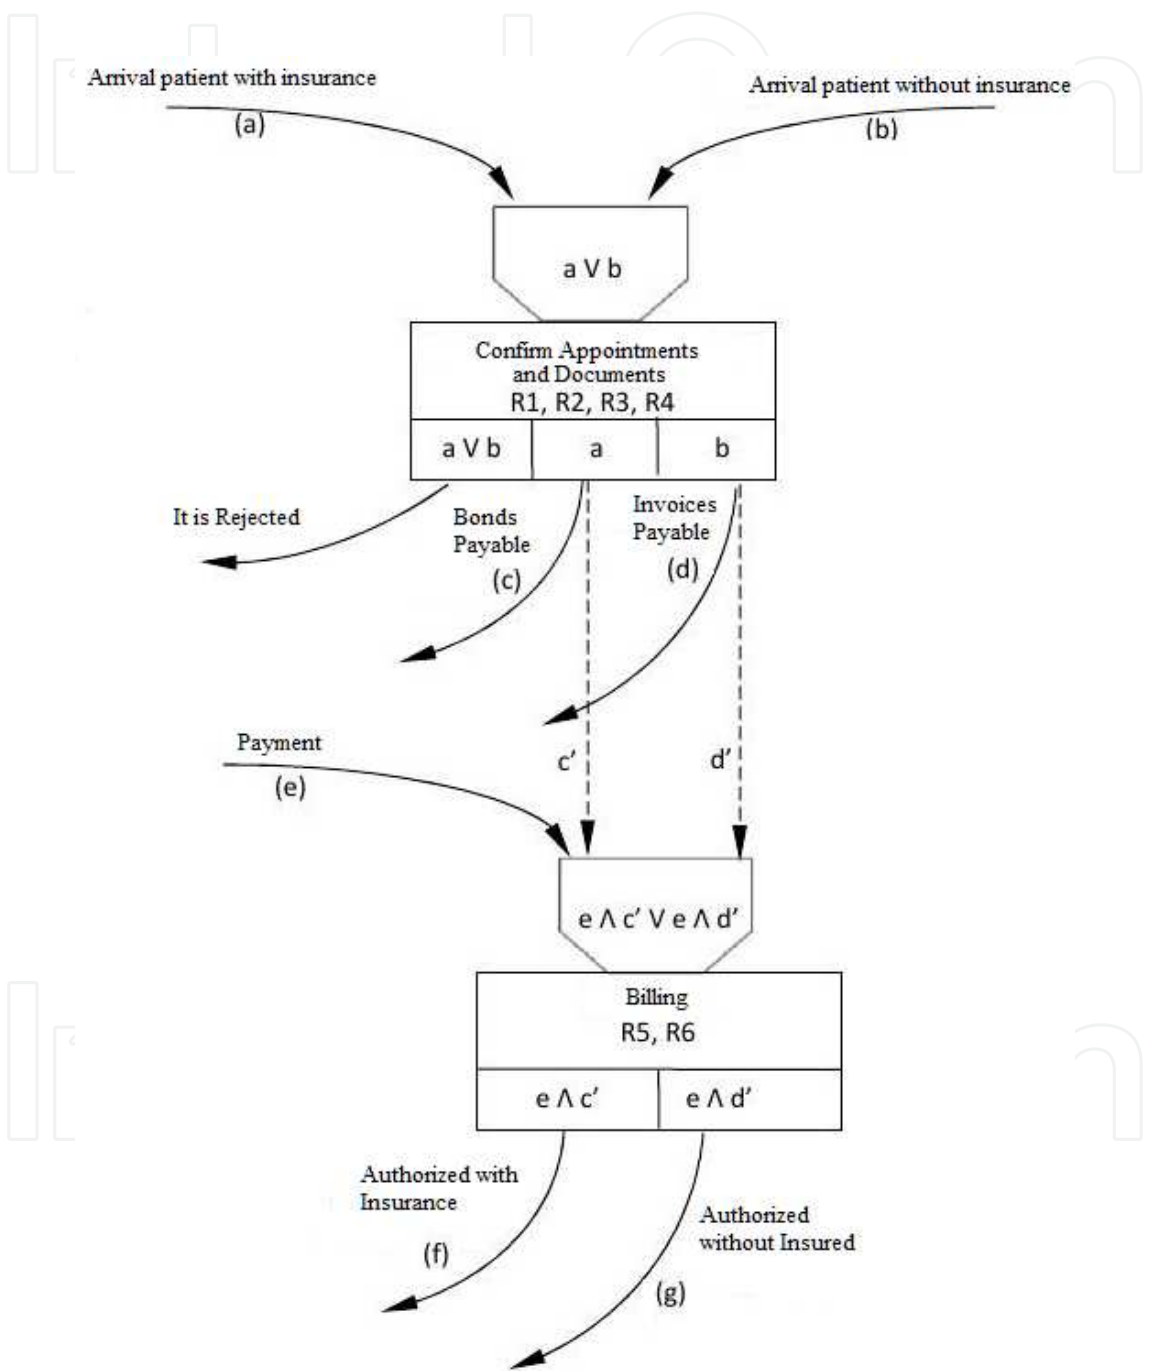 Arrival patient with insurance
(a)
Arrival patient without insurance
(b)
a V b
Confirm Appointments
and Documents
R1, R2, R3, R4
a V b
a
b
It is Rejected
Bonds
Payable
(c)
Invoices
Payable
(d)
Payment
(e)
c’
d’
e Λ c’ V e Λ d’
Billing
R5, R6
e Λ c’
e Λ d’
Authorized with
Insurance
(f)
Authorized
without Insured
(g)